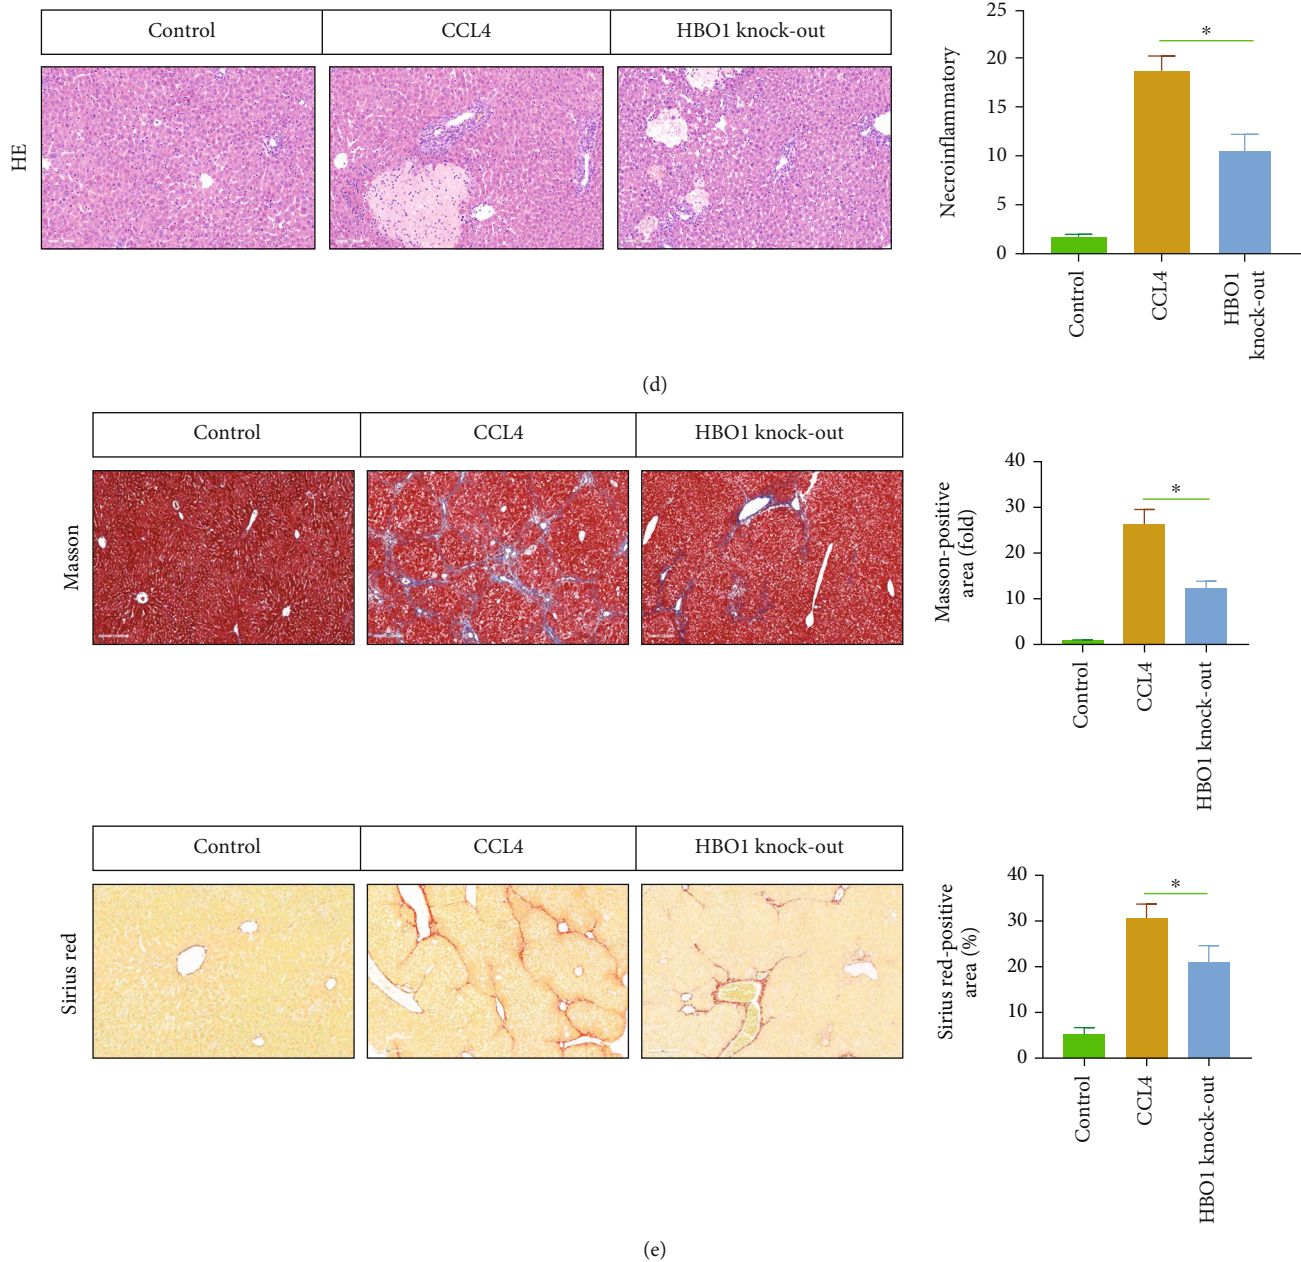 Control CCL4 HBO1 knock-out
HE
Necroinflammatory
25
20
15
10
5
0
*
Control
CCL4
HBO1
knock-out
(d)
Control CCL4 HBO1 knock-out
Masson
Masson-positive
area (fold)
40
30
20
10
0
*
Control
CCL4
HBO1 knock-out
Control CCL4 HBO1 knock-out
Sirius red
Sirius red-positive
area (%)
40
30
20
10
0
*
Control
CCL4
HBO1 knock-out
(e)